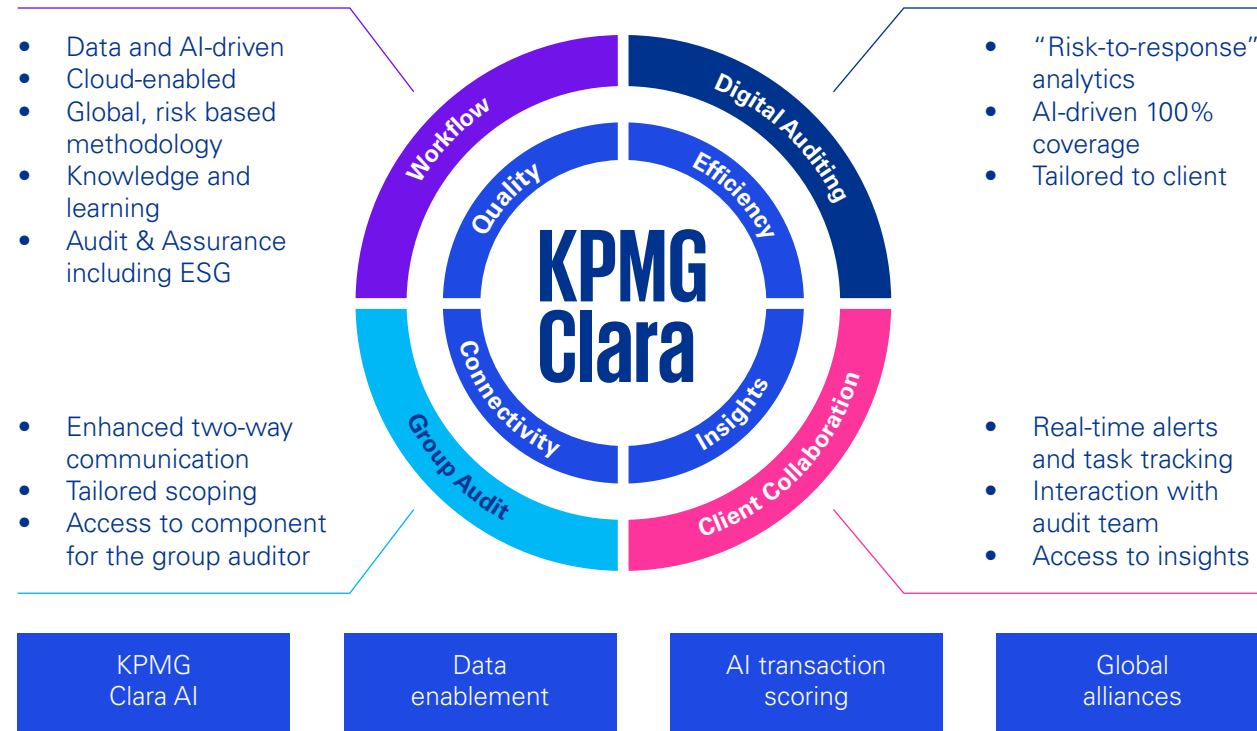 • Data and AI-driven
• Cloud-enabled
• Global, risk based
methodology
• Knowledge and
learning
• Audit & Assurance
including ESG
Workflow
Digital Auditing
Quality
Efficiency
KPMG
Clara
• “Risk-to-response”
analytics
• AI-driven 100%
coverage
• Tailored to client
• Enhanced two-way
communication
• Tailored scoping
• Access to component
for the group auditor
Connectivity
Insights
Group Audit
Client Collaboration
• Real-time alerts
and task tracking
• Interaction with
audit team
• Access to insights
KPMG
Clara AI
Data
enablement
AI transaction
scoring
Global
alliances